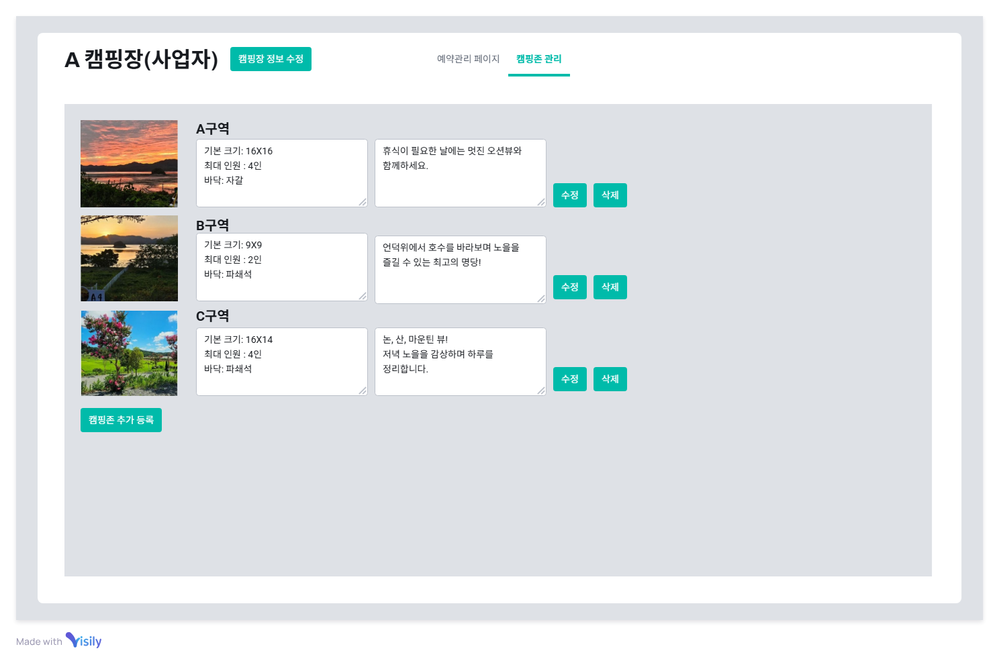 A 캠핑장(사업자)
캠핑장 정보 수정
예약관리 페이지
캠핑존 관리
A구역
기본 크기: 16X16
최대 인원 : 4인
바닥: 자갈
휴식이 필요한 날에는 멋진 오션뷰와
함께하세요.
수정
삭제
B구역
기본 크기: 9X9
최대 인원 : 2인
바닥: 파쇄석
언덕위에서 호수를 바라보며 노을을
즐길 수 있는 최고의 명당!
수정
삭제
A4
C구역
기본 크기: 16X14
최대 인원 : 4인
바닥: 파쇄석
논, 산, 마운틴 뷰!
저녁 노을을 감상하며 하루를
정리합니다.
수정
삭제
캠핑존 추가 등록
Made with Visily